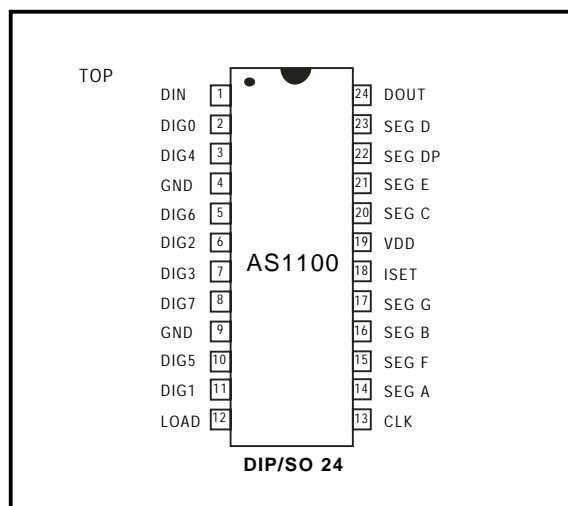 TOP
DIN 1 24 DOUT
DIG0 2 23 SEG D
DIG4 3 22 SEG DP
GND 4 21 SEG E
DIG6 5 20 SEG C
DIG2 6 19 VDD
DIG3 7 AS1100 18 ISET
DIG7 8 17 SEG G
GND 9 16 SEG B
DIG5 10 15 SEG F
DIG1 11 14 SEG A
LOAD 12 13 CLK
DIP/SO 24